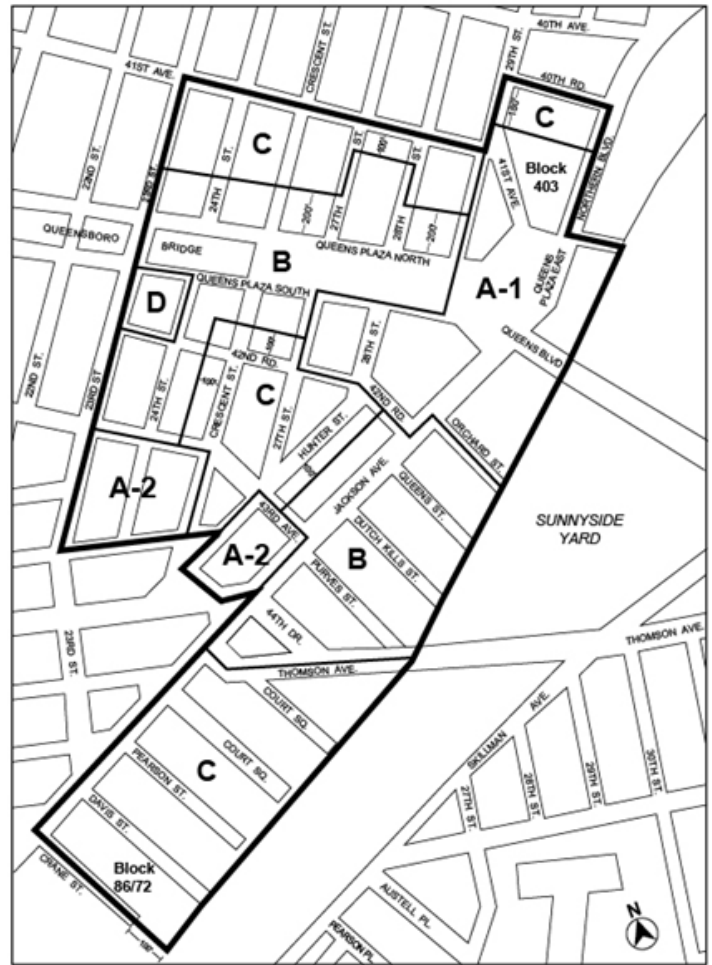 40TH AVE.
29TH ST.
CRESCENT ST.
41ST AVE.
40TH RD.
22ND ST.
23RD ST.
24TH
ST.
C
ST.
100'
ST.
150'
C
41ST AVE.
Block
403
NORTHERN BLVD.
200'
27TH
28TH
200'
QUEENSBORO
BRIDGE
QUEENS PLAZA NORTH
B
QUEENS PLAZA SOUTH
A-1
QUEENS PLAZA EAST
D
QUEENS BLVD
28TH ST.
100'
42ND RD.
42ND RD.
22ND ST.
23RD ST
24TH ST.
100'
CRESCENT ST.
C
27TH ST.
HUNTER ST.
100'
ORCHARD ST.
JACKSON AVE.
QUEENS ST.
A-2
43RD AVE.
A-2
DUTCH KILLS ST.
B
PURVES ST.
SUNNYSIDE
YARD
44TH DR.
23RD ST.
THOMSON AVE.
THOMSON AVE.
COURT SQ.
COURT SQ.
C
PEARSON ST.
DAVIS ST.
Block
86/72
CRANE ST.
100'
SKILLMAN AVE.
27TH ST.
28TH ST.
29TH ST.
30TH ST.
AUSTELL PL.
PEARSON PL.
N